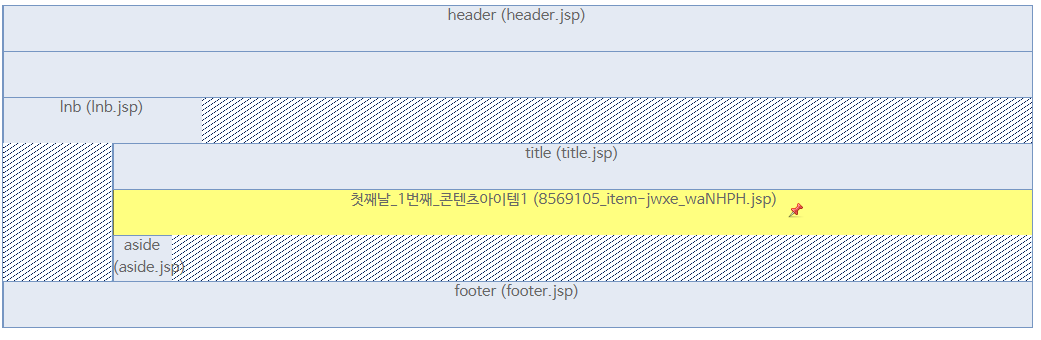 header (header.jsp)
lnb (lnb.jsp)
title (title.jsp)
첫째날_1번째_콘텐츠아이템1 (8569105_item-jwxe_waNHPH.jsp)
aside
(aside.jsp)
footer (footer.jsp)